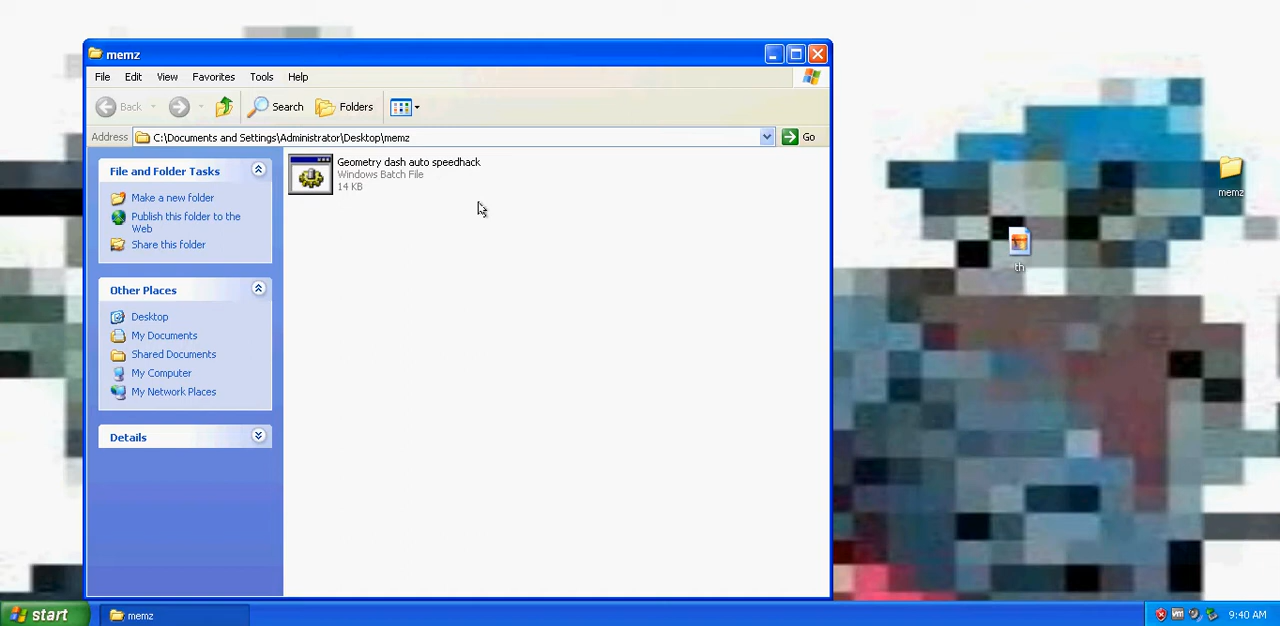 memz
File Edit View Favorites Tools Help
Back Search Folders
Address C:\Documents and Settings\Administrator\Desktop\memz Go
File and Folder Tasks
Make a new folder
Publish this folder to the
Web
Share this folder
Other Places
Desktop
My Documents
Shared Documents
My Computer
My Network Places
Details
Geometry dash auto speedhack
Windows Batch File
14 KB
memz
th
start memz 9:40 AM